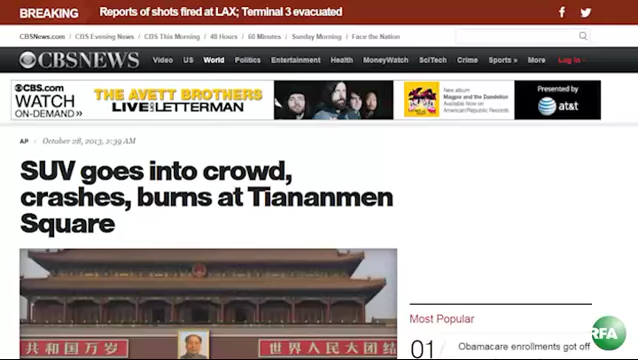 BREAKING Reports of shots fired at LAX; Terminal 3 evacuated
CBSNews.com CBS Evening News CBS This Morning 48 Hours 60 Minutes Sunday Morning Face the Nation
CBSNEWS Video US World Politics Entertainment Health MoneyWatch SciTech Crime Sports More Log In
CBS.com
WATCH
ON-DEMAND
THE AVETT BROTHERS
LIVE ON LETTERMAN
New album
Magpie and the Dandelion
Available Now on
American/Republic Records
Presented by
at&t
AP October 28, 2013, 2:39 AM
SUV goes into crowd,
crashes, burns at Tiananmen
Square
共和国万岁
世界人民大团结
Most Popular
01 Obamacare enrollments got off
RFA